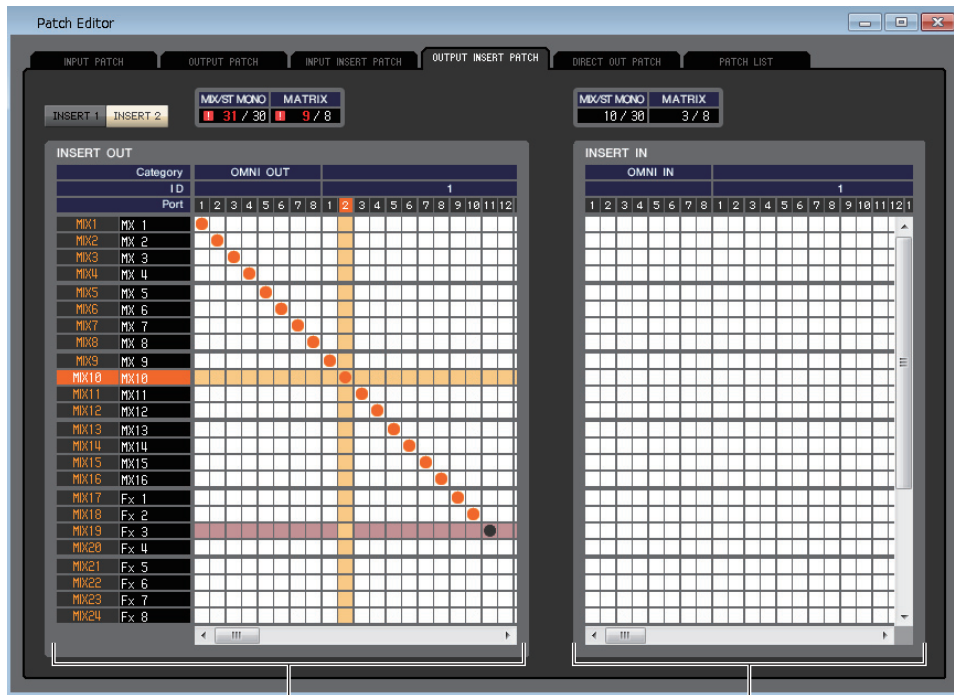 Patch Editor
INPUT PATCH OUTPUT PATCH INPUT INSERT PATCH OUTPUT INSERT PATCH DIRECT OUT PATCH PATCH LIST
INSERT 1 INSERT 2
MIX/ST MONO MATRIX
! 31 / 30 ! 9 / 8
MIX/ST MONO MATRIX
10 / 30 3 / 8
INSERT OUT
Category OMNI OUT
ID 1
Port 1 2 3 4 5 6 7 8 1 2 3 4 5 6 7 8 9 10 11 12
MIX1 MX 1
MIX2 MX 2
MIX3 MX 3
MIX4 MX 4
MIX5 MX 5
MIX6 MX 6
MIX7 MX 7
MIX8 MX 8
MIX9 MX 9
MIX10 MX10
MIX11 MX11
MIX12 MX12
MIX13 MX13
MIX14 MX14
MIX15 MX15
MIX16 MX16
MIX17 Fx 1
MIX18 Fx 2
MIX19 Fx 3
MIX20 Fx 4
MIX21 Fx 5
MIX22 Fx 6
MIX23 Fx 7
MIX24 Fx 8
INSERT IN
OMNI IN
1
1 2 3 4 5 6 7 8 1 2 3 4 5 6 7 8 9 10 11 12 1